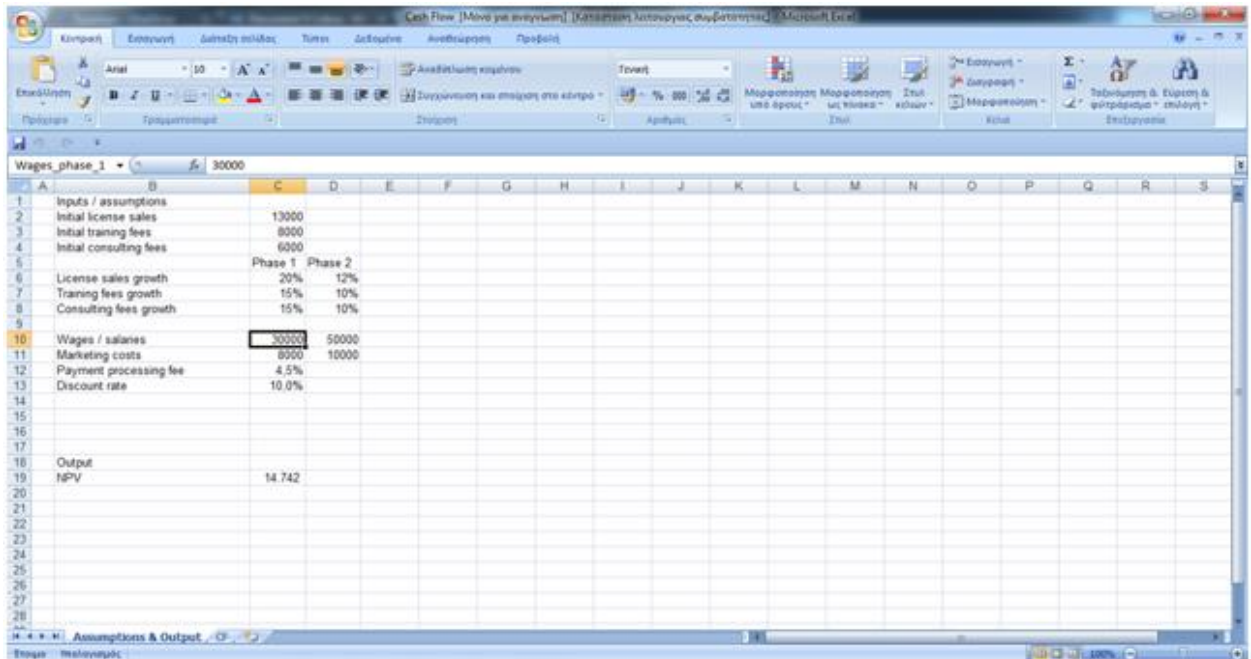 Cash Flow [Μόνο για ανάγνωση] [Κατάσταση λειτουργίας συμβατότητας] - Microsoft Excel
Κεντρική Εισαγωγή Διάταξη σελίδας Τύποι Δεδομένα Αναθεώρηση Προβολή
Επικόλληση
Arial 10
Αναδίπλωση κειμένου
Γενική
Συγχώνευση και στοίχιση στο κέντρο
% 000
Μορφοποίηση υπό όρους
Μορφοποίηση ως πίνακα
Στυλ κελιών
Εισαγωγή
Διαγραφή
Μορφοποίηση
Ταξινόμηση & φιλτράρισμα
Εύρεση & επιλογή
Πρόχειρο Γραμματοσειρά Στοίχιση Αριθμός Στυλ Κελιά Επεξεργασία
Wages_phase_1 fx 30000
A B C D E F G H I J K L M N O P Q R S
1 Inputs / assumptions
2 Initial license sales 13000
3 Initial training fees 8000
4 Initial consulting fees 6000
5 Phase 1 Phase 2
6 License sales growth 20% 12%
7 Training fees growth 15% 10%
8 Consulting fees growth 15% 10%
9
10 Wages / salaries 30000 50000
11 Marketing costs 8000 10000
12 Payment processing fee 4,5%
13 Discount rate 10.0%
14
15
16
17
18 Output
19 NPV 14.742
20
21
22
23
24
25
26
27
28
Assumptions & Output CF
Έτοιμο Υπολογισμός 100%